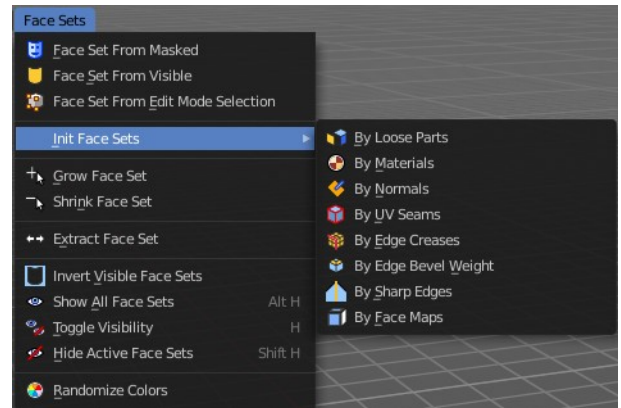 Face Sets
Face Set From Masked
Face Set From Visible
Face Set From Edit Mode Selection
Init Face Sets
By Loose Parts
By Materials
By Normals
By UV Seams
By Edge Creases
By Edge Bevel Weight
By Sharp Edges
By Face Maps
Grow Face Set
Shrink Face Set
Extract Face Set
Invert Visible Face Sets
Show All Face Sets Alt H
Toggle Visibility H
Hide Active Face Sets Shift H
Randomize Colors